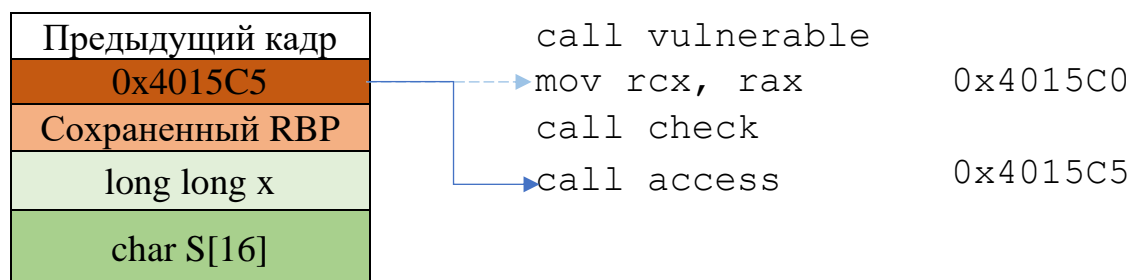 Предыдущий кадр
0x4015C5
Сохраненный RBP
long long x
char S[16]
call vulnerable
mov rcx, rax 0x4015C0
call check
call access 0x4015C5